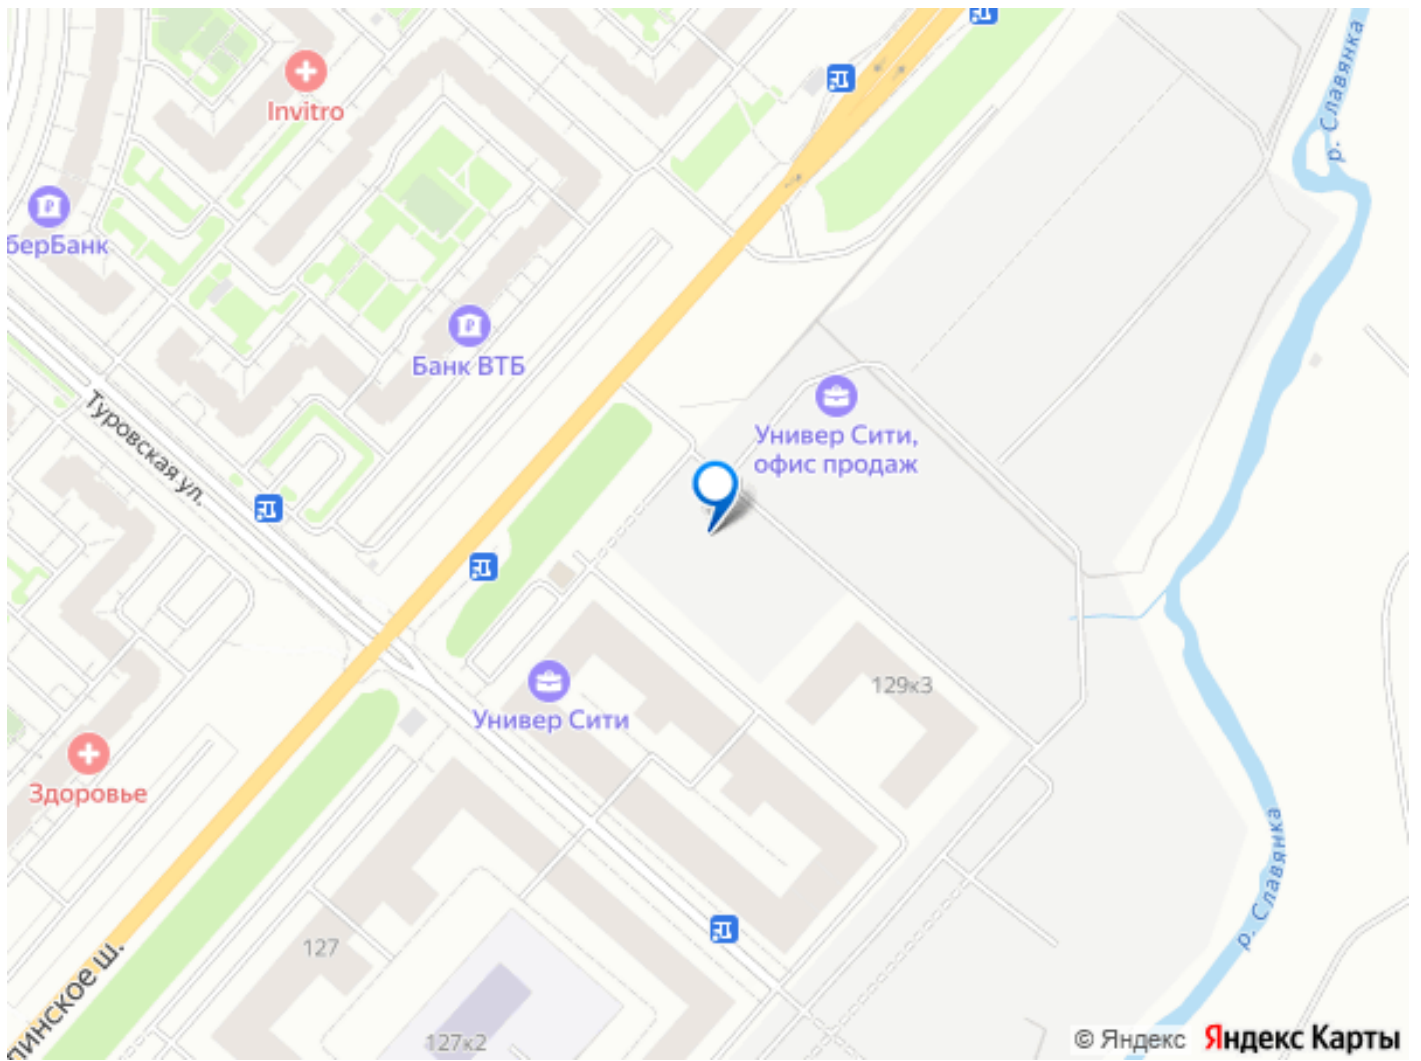 р. Славянка
Invitro
берБанк
Банк ВТБ
Туровская ул.
Универ Сити,
офис продаж
129к3
Универ Сити
Здоровье
127
127к2
линское ш.
р. Славянка
© Яндекс Яндекс Карты